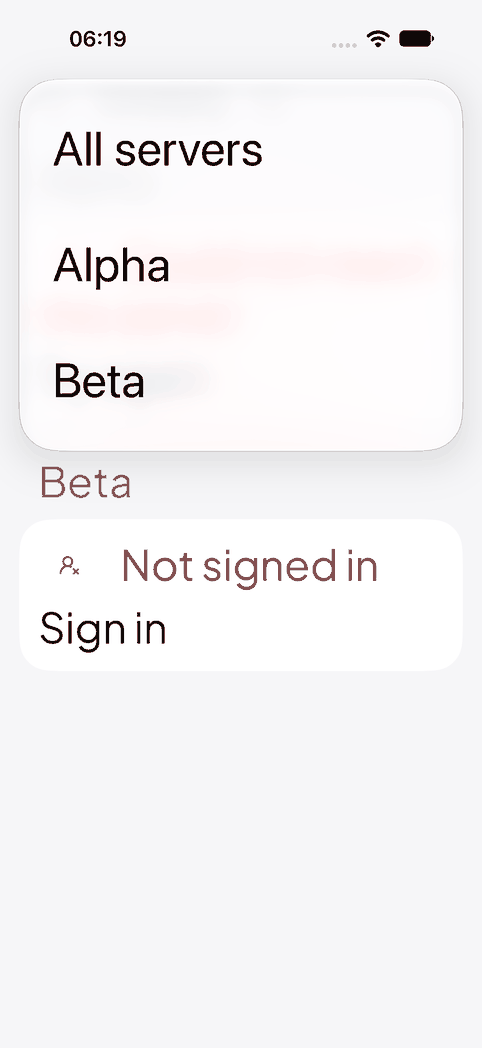 06:19
All servers
Alpha
Beta
Beta
Not signed in
Sign in